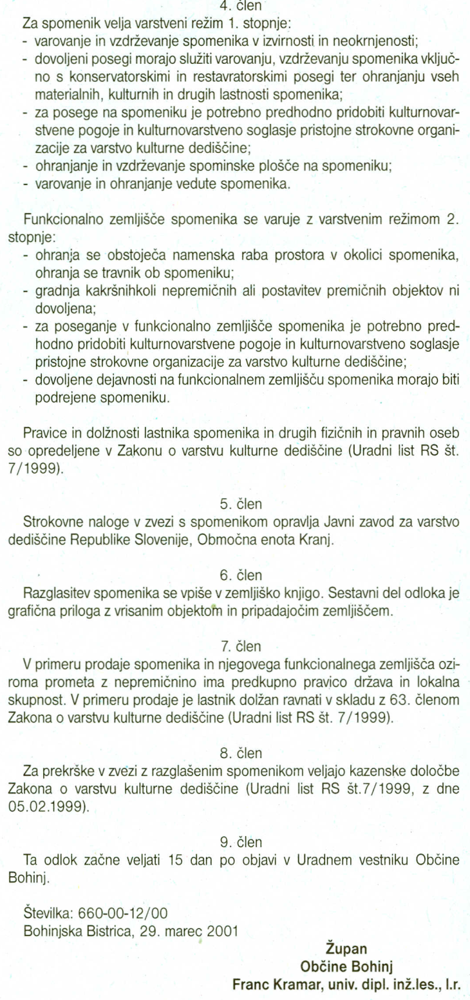 4. člen
Za spomenik velja varstveni režim 1. stopnje:
- varovanje in vzdrževanje spomenika v izvirnosti in neokrnjenosti;
- dovoljeni posegi morajo služiti varovanju, vzdrževanju spomenika vključ-
no s konservatorskimi in restavratorskimi posegi ter ohranjanju vseh
materialnih, kulturnih in drugih lastnosti spomenika;
- za posege na spomeniku je potrebno predhodno pridobiti kulturnovar-
stvene pogoje in kulturnovarstveno soglasje pristojne strokovne organi-
zacije za varstvo kulturne dediščine;
- ohranjanje in vzdrževanje spominske plošče na spomeniku;
- varovanje in ohranjanje vedute spomenika.
Funkcionalno zemljišče spomenika se varuje z varstvenim režimom 2.
stopnje:
- ohranja se obstoječa namenska raba prostora v okolici spomenika,
ohranja se travnik ob spomeniku;
- gradnja kakršnihkoli nepremičnih ali postavitev premičnih objektov ni
dovoljena;
- za poseganje v funkcionalno zemljišče spomenika je potrebno pred-
hodno pridobiti kulturnovarstvene pogoje in kulturnovarstveno soglasje
pristojne strokovne organizacije za varstvo kulturne dediščine;
- dovoljene dejavnosti na funkcionalnem zemljišču spomenika morajo biti
podrejene spomeniku.
Pravice in dolžnosti lastnika spomenika in drugih fizičnih in pravnih oseb
so opredeljene v Zakonu o varstvu kulturne dediščine (Uradni list RS št.
7/1999).
5. člen
Strokovne naloge v zvezi s spomenikom opravlja Javni zavod za varstvo
dediščine Republike Slovenije, Območna enota Kranj.
6. člen
Razglasitev spomenika se vpiše v zemljiško knjigo. Sestavni del odloka je
grafična priloga z vrisanim objektom in pripadajočim zemljiščem.
7. člen
V primeru prodaje spomenika in njegovega funkcionalnega zemljišča ozi-
roma prometa z nepremičnino ima predkupno pravico država in lokalna
skupnost. V primeru prodaje je lastnik dolžan ravnati v skladu z 63. členom
Zakona o varstvu kulturne dediščine (Uradni list RS št. 7/1999).
8. člen
Za prekrške v zvezi z razglašenim spomenikom veljajo kazenske določbe
Zakona o varstvu kulturne dediščine (Uradni list RS št.7/1999, z dne
05.02.1999).
9. člen
Ta odlok začne veljati 15 dan po objavi v Uradnem vestniku Občine
Bohinj.
Številka: 660-00-12/00
Bohinjska Bistrica, 29. marec 2001
Župan
Občine Bohinj
Franc Kramar, univ. dipl. inž.les., l.r.